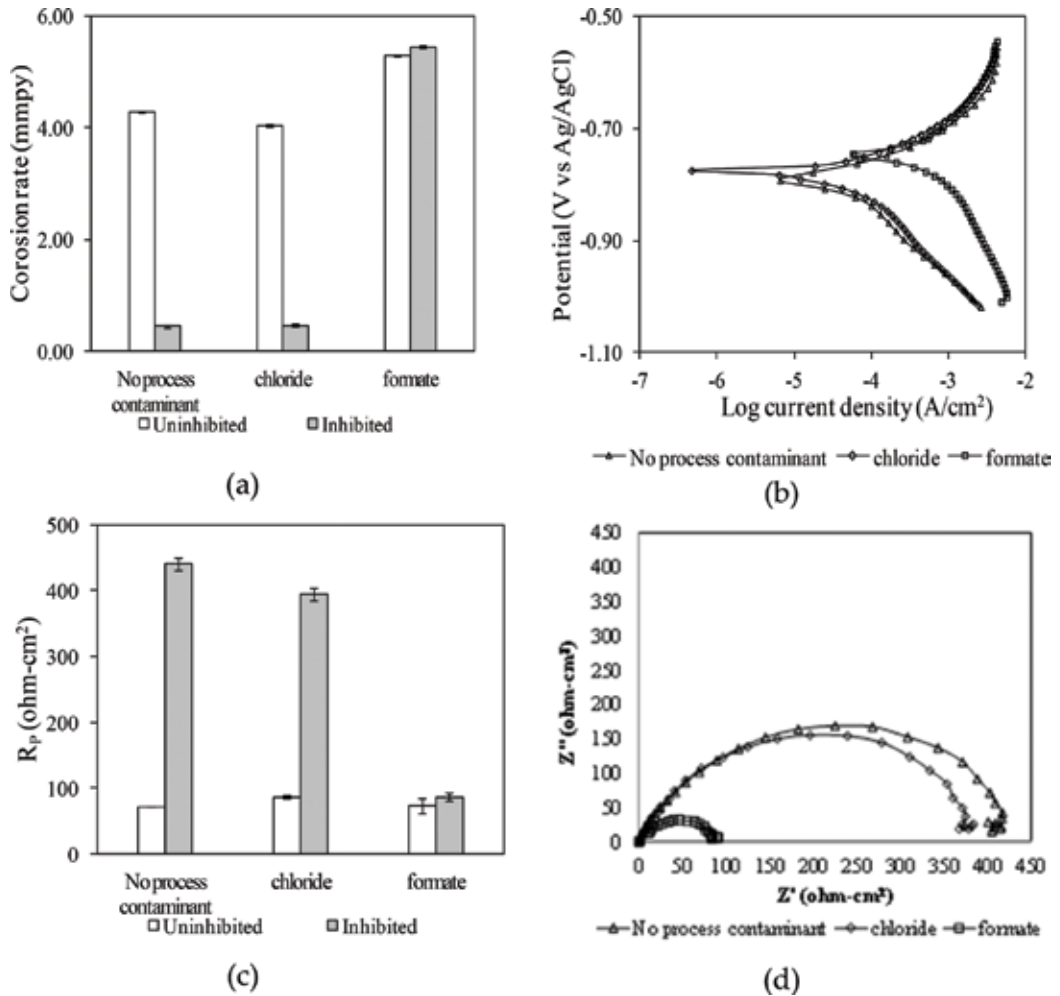 6.00
4.00
2.00
0.00
Corosion rate (mmpy)
No process contaminant
chloride
formate
Uninhibited
Inhibited
(a)
-0.50
-0.70
-0.90
-1.10
Potential (V vs Ag/AgCl)
-7
-6
-5
-4
-3
-2
Log current density (A/cm²)
No process contaminant
chloride
formate
(b)
500
400
300
200
100
0
R_P (ohm-cm²)
No process contaminant
chloride
formate
Uninhibited
Inhibited
(c)
450
400
350
300
250
200
150
100
50
0
Z'' (ohm-cm²)
0
50
100
150
200
250
300
350
400
450
Z' (ohm-cm²)
No process contaminant
chloride
formate
(d)